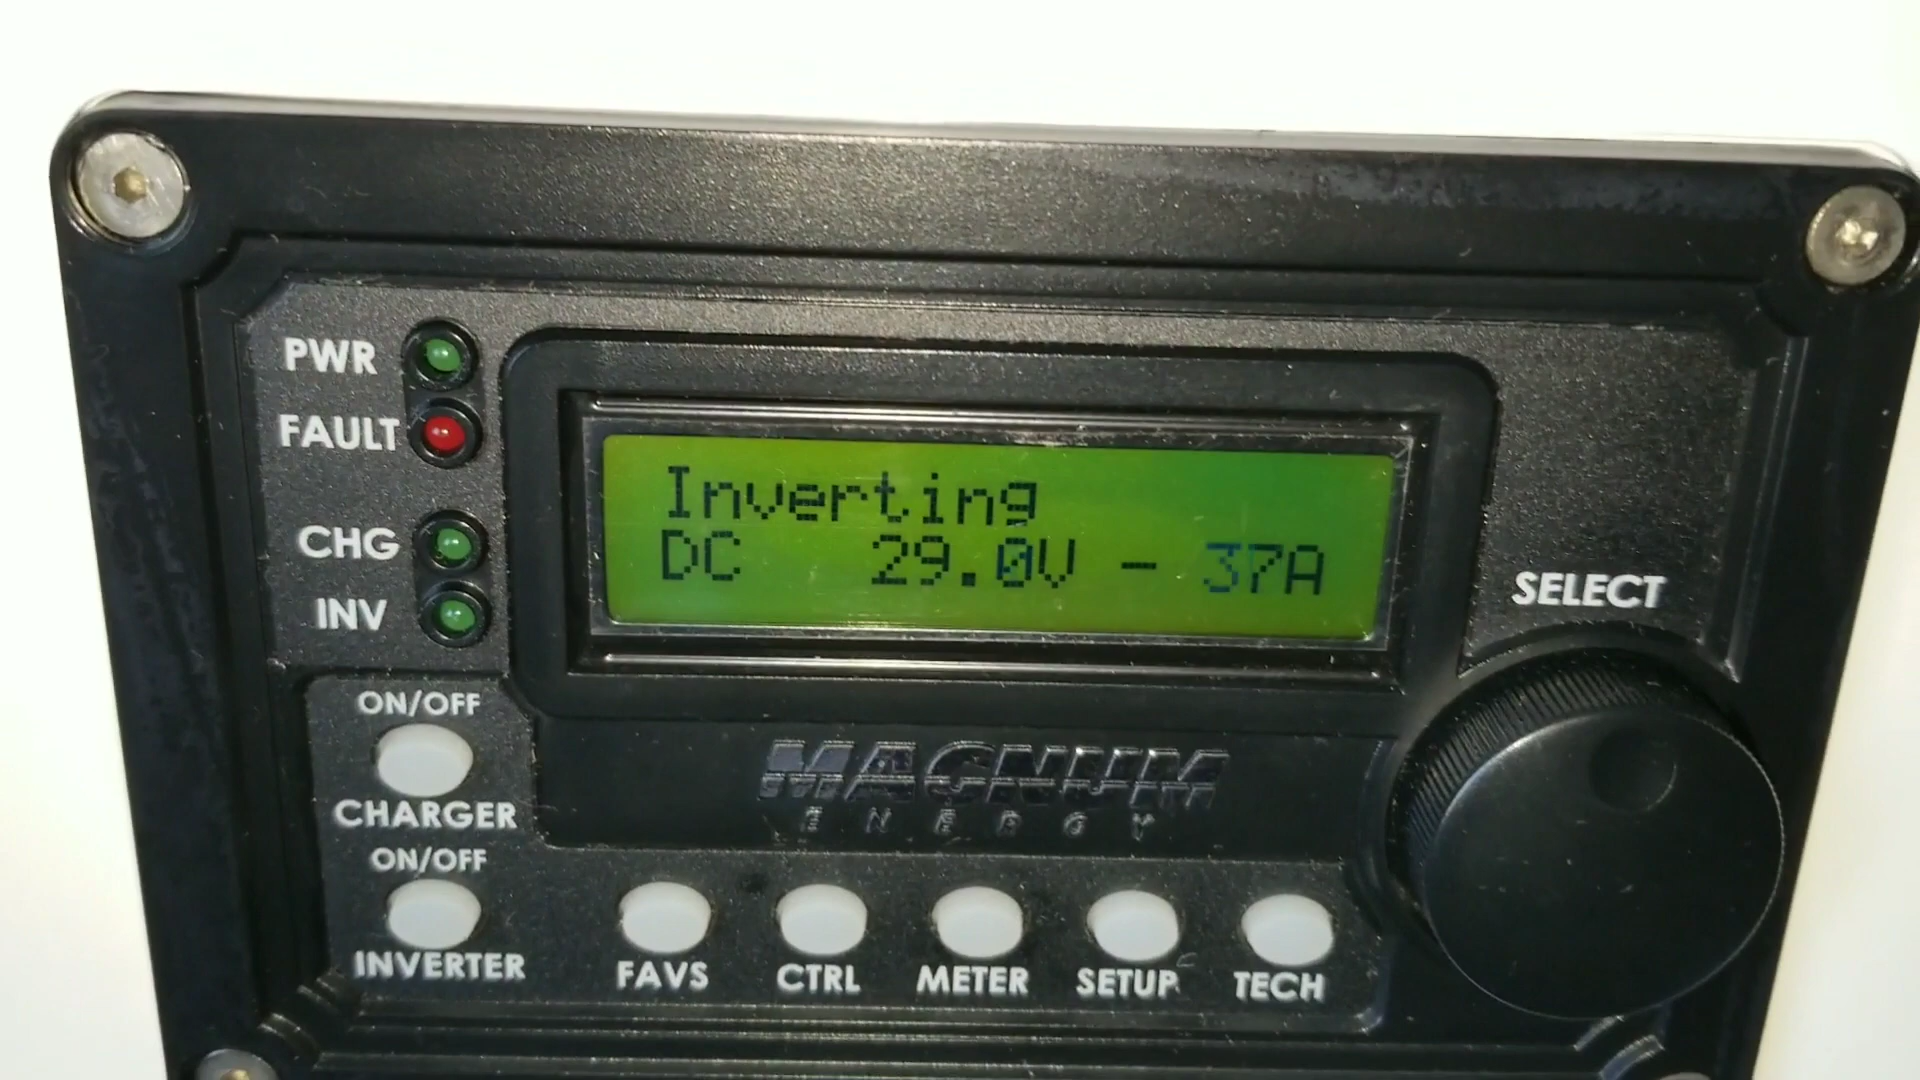 PWR
FAULT
CHG
INV
Inverting
DC 29.0V - 37A
SELECT
ON/OFF
CHARGER
MAGNUM
ENERGY
ON/OFF
INVERTER
FAVS
CTRL
METER
SETUP
TECH